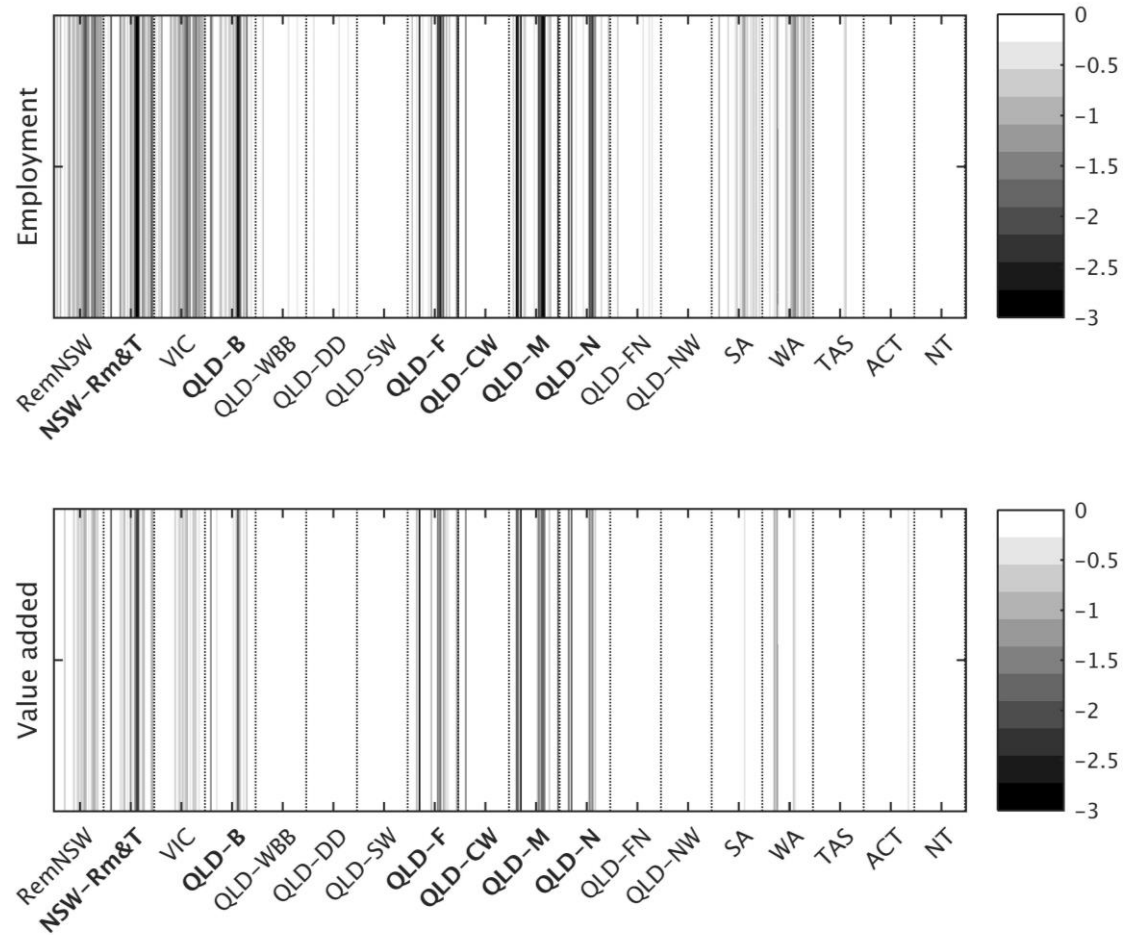 Employment
0
−0.5
−1
−1.5
−2
−2.5
−3
RemNSW
NSW−Rm&T
VIC
QLD−B
QLD−WBB
QLD−DD
QLD−SW
QLD−F
QLD−CW
QLD−M
QLD−N
QLD−FN
QLD−NW
SA
WA
TAS
ACT
NT
Value added
0
−0.5
−1
−1.5
−2
−2.5
−3
RemNSW
NSW−Rm&T
VIC
QLD−B
QLD−WBB
QLD−DD
QLD−SW
QLD−F
QLD−CW
QLD−M
QLD−N
QLD−FN
QLD−NW
SA
WA
TAS
ACT
NT